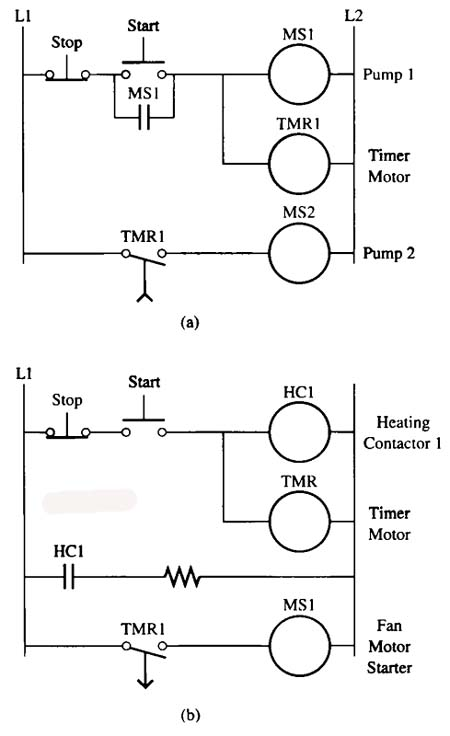 L1
L2
Start
Stop
MS1
MS1
Pump 1
TMR1
Timer
Motor
MS2
TMR1
Pump 2
(a)
L1
Start
Stop
HC1
Heating
Contactor 1
TMR
Timer
Motor
HC1
MS1
TMR1
Fan
Motor
Starter
(b)